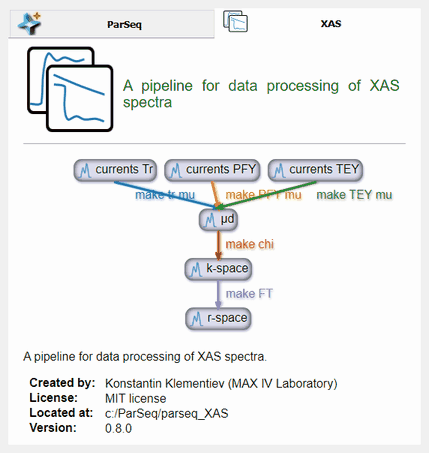 ParSeq XAS
A pipeline for data processing of XAS
spectra
currents Tr currents PFY currents TEY
make tr mu make PFY mu make TEY mu
µd
make chi
k-space
make FT
r-space
A pipeline for data processing of XAS spectra.
Created by: Konstantin Klementiev (MAX IV Laboratory)
License: MIT license
Located at: c:/ParSeq/parseq_XAS
Version: 0.8.0